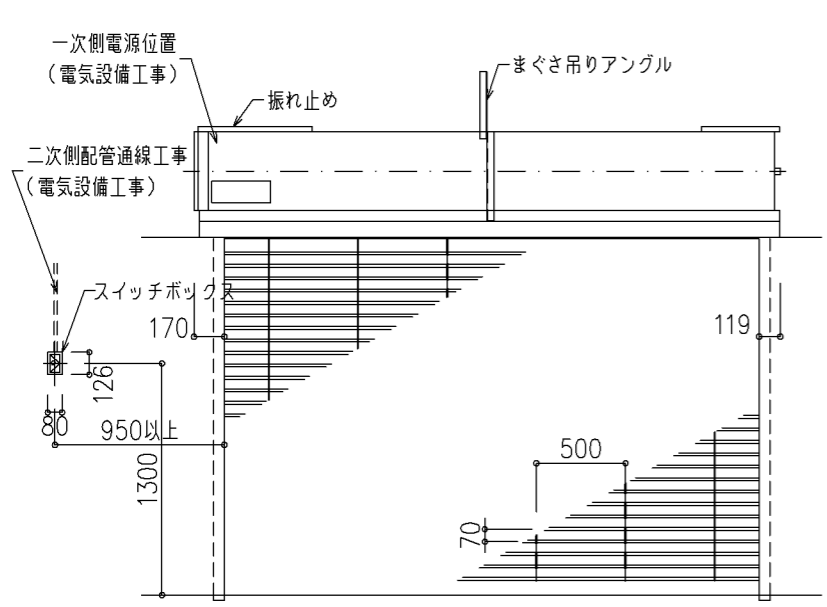 一次側電源位置
（電気設備工事）
まぐさ吊りアングル
振れ止め
二次側配管通線工事
（電気設備工事）
スイッチボックス
170
119
126
80
950以上
1300
500
70